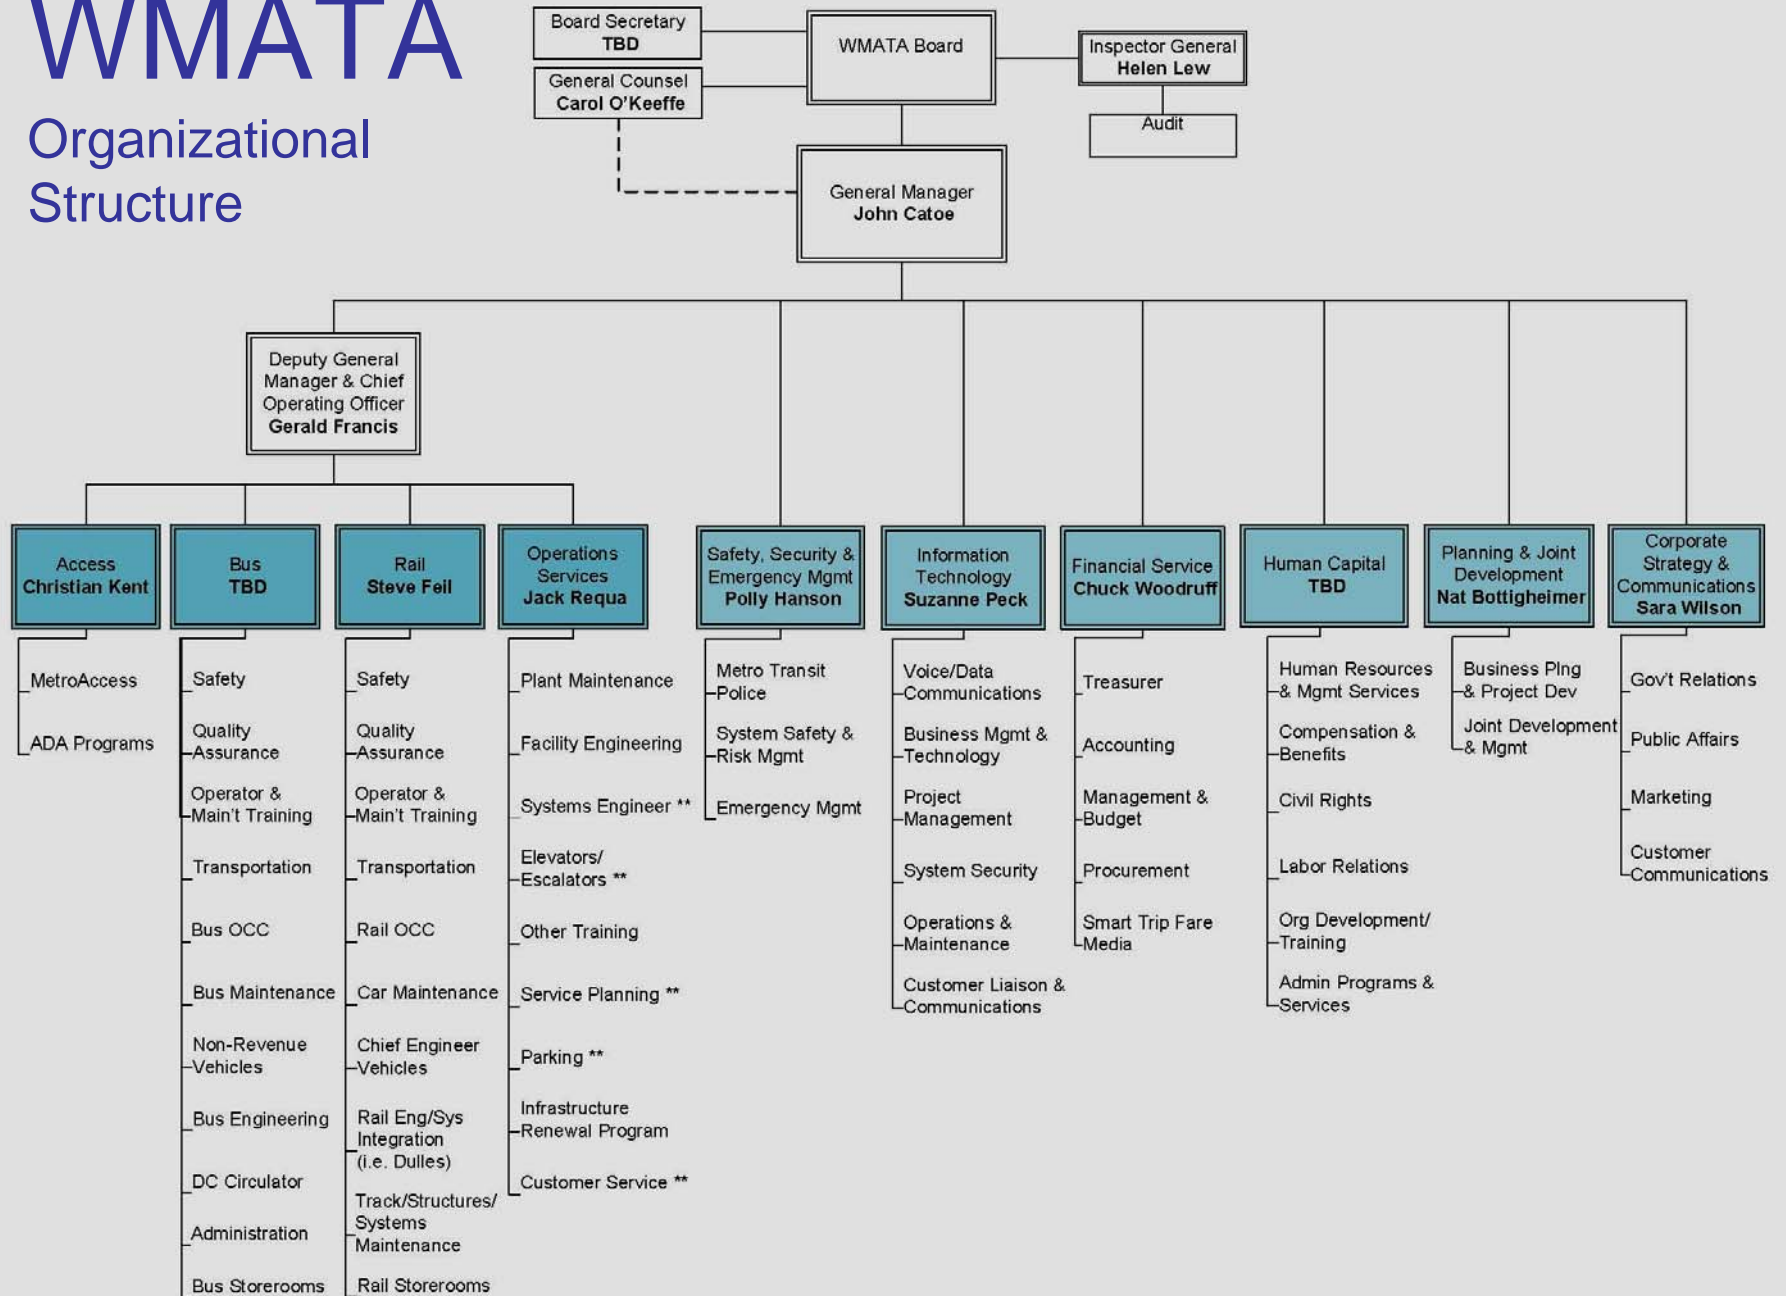 WMATA
Organizational
Structure
Board Secretary
TBD
General Counsel
Carol O'Keeffe
WMATA Board
Inspector General
Helen Lew
Audit
General Manager
John Catoe
Deputy General
Manager & Chief
Operating Officer
Gerald Francis
Access
Christian Kent
MetroAccess
ADA Programs
Bus
TBD
Safety
Quality
Assurance
Operator &
Main't Training
Transportation
Bus OCC
Bus Maintenance
Non-Revenue
Vehicles
Bus Engineering
DC Circulator
Administration
Bus Storerooms
Rail
Steve Feil
Safety
Quality
Assurance
Operator &
Main't Training
Transportation
Rail OCC
Car Maintenance
Chief Engineer
Vehicles
Rail Eng/Sys
Integration
(i.e. Dulles)
Track/Structures/
Systems
Maintenance
Rail Storerooms
Operations
Services
Jack Requa
Plant Maintenance
Facility Engineering
Systems Engineer **
Elevators/
Escalators **
Other Training
Service Planning **
Parking **
Infrastructure
Renewal Program
Customer Service **
Safety, Security &
Emergency Mgmt
Polly Hanson
Metro Transit
Police
System Safety &
Risk Mgmt
Emergency Mgmt
Information
Technology
Suzanne Peck
Voice/Data
Communications
Business Mgmt &
Technology
Project
Management
System Security
Operations &
Maintenance
Customer Liaison &
Communications
Financial Service
Chuck Woodruff
Treasurer
Accounting
Management &
Budget
Procurement
Smart Trip Fare
Media
Human Capital
TBD
Human Resources
& Mgmt Services
Compensation &
Benefits
Civil Rights
Labor Relations
Org Development/
Training
Admin Programs &
Services
Planning & Joint
Development
Nat Bottigheimer
Business Plng
& Project Dev
Joint Development
& Mgmt
Corporate
Strategy &
Communications
Sara Wilson
Gov't Relations
Public Affairs
Marketing
Customer
Communications